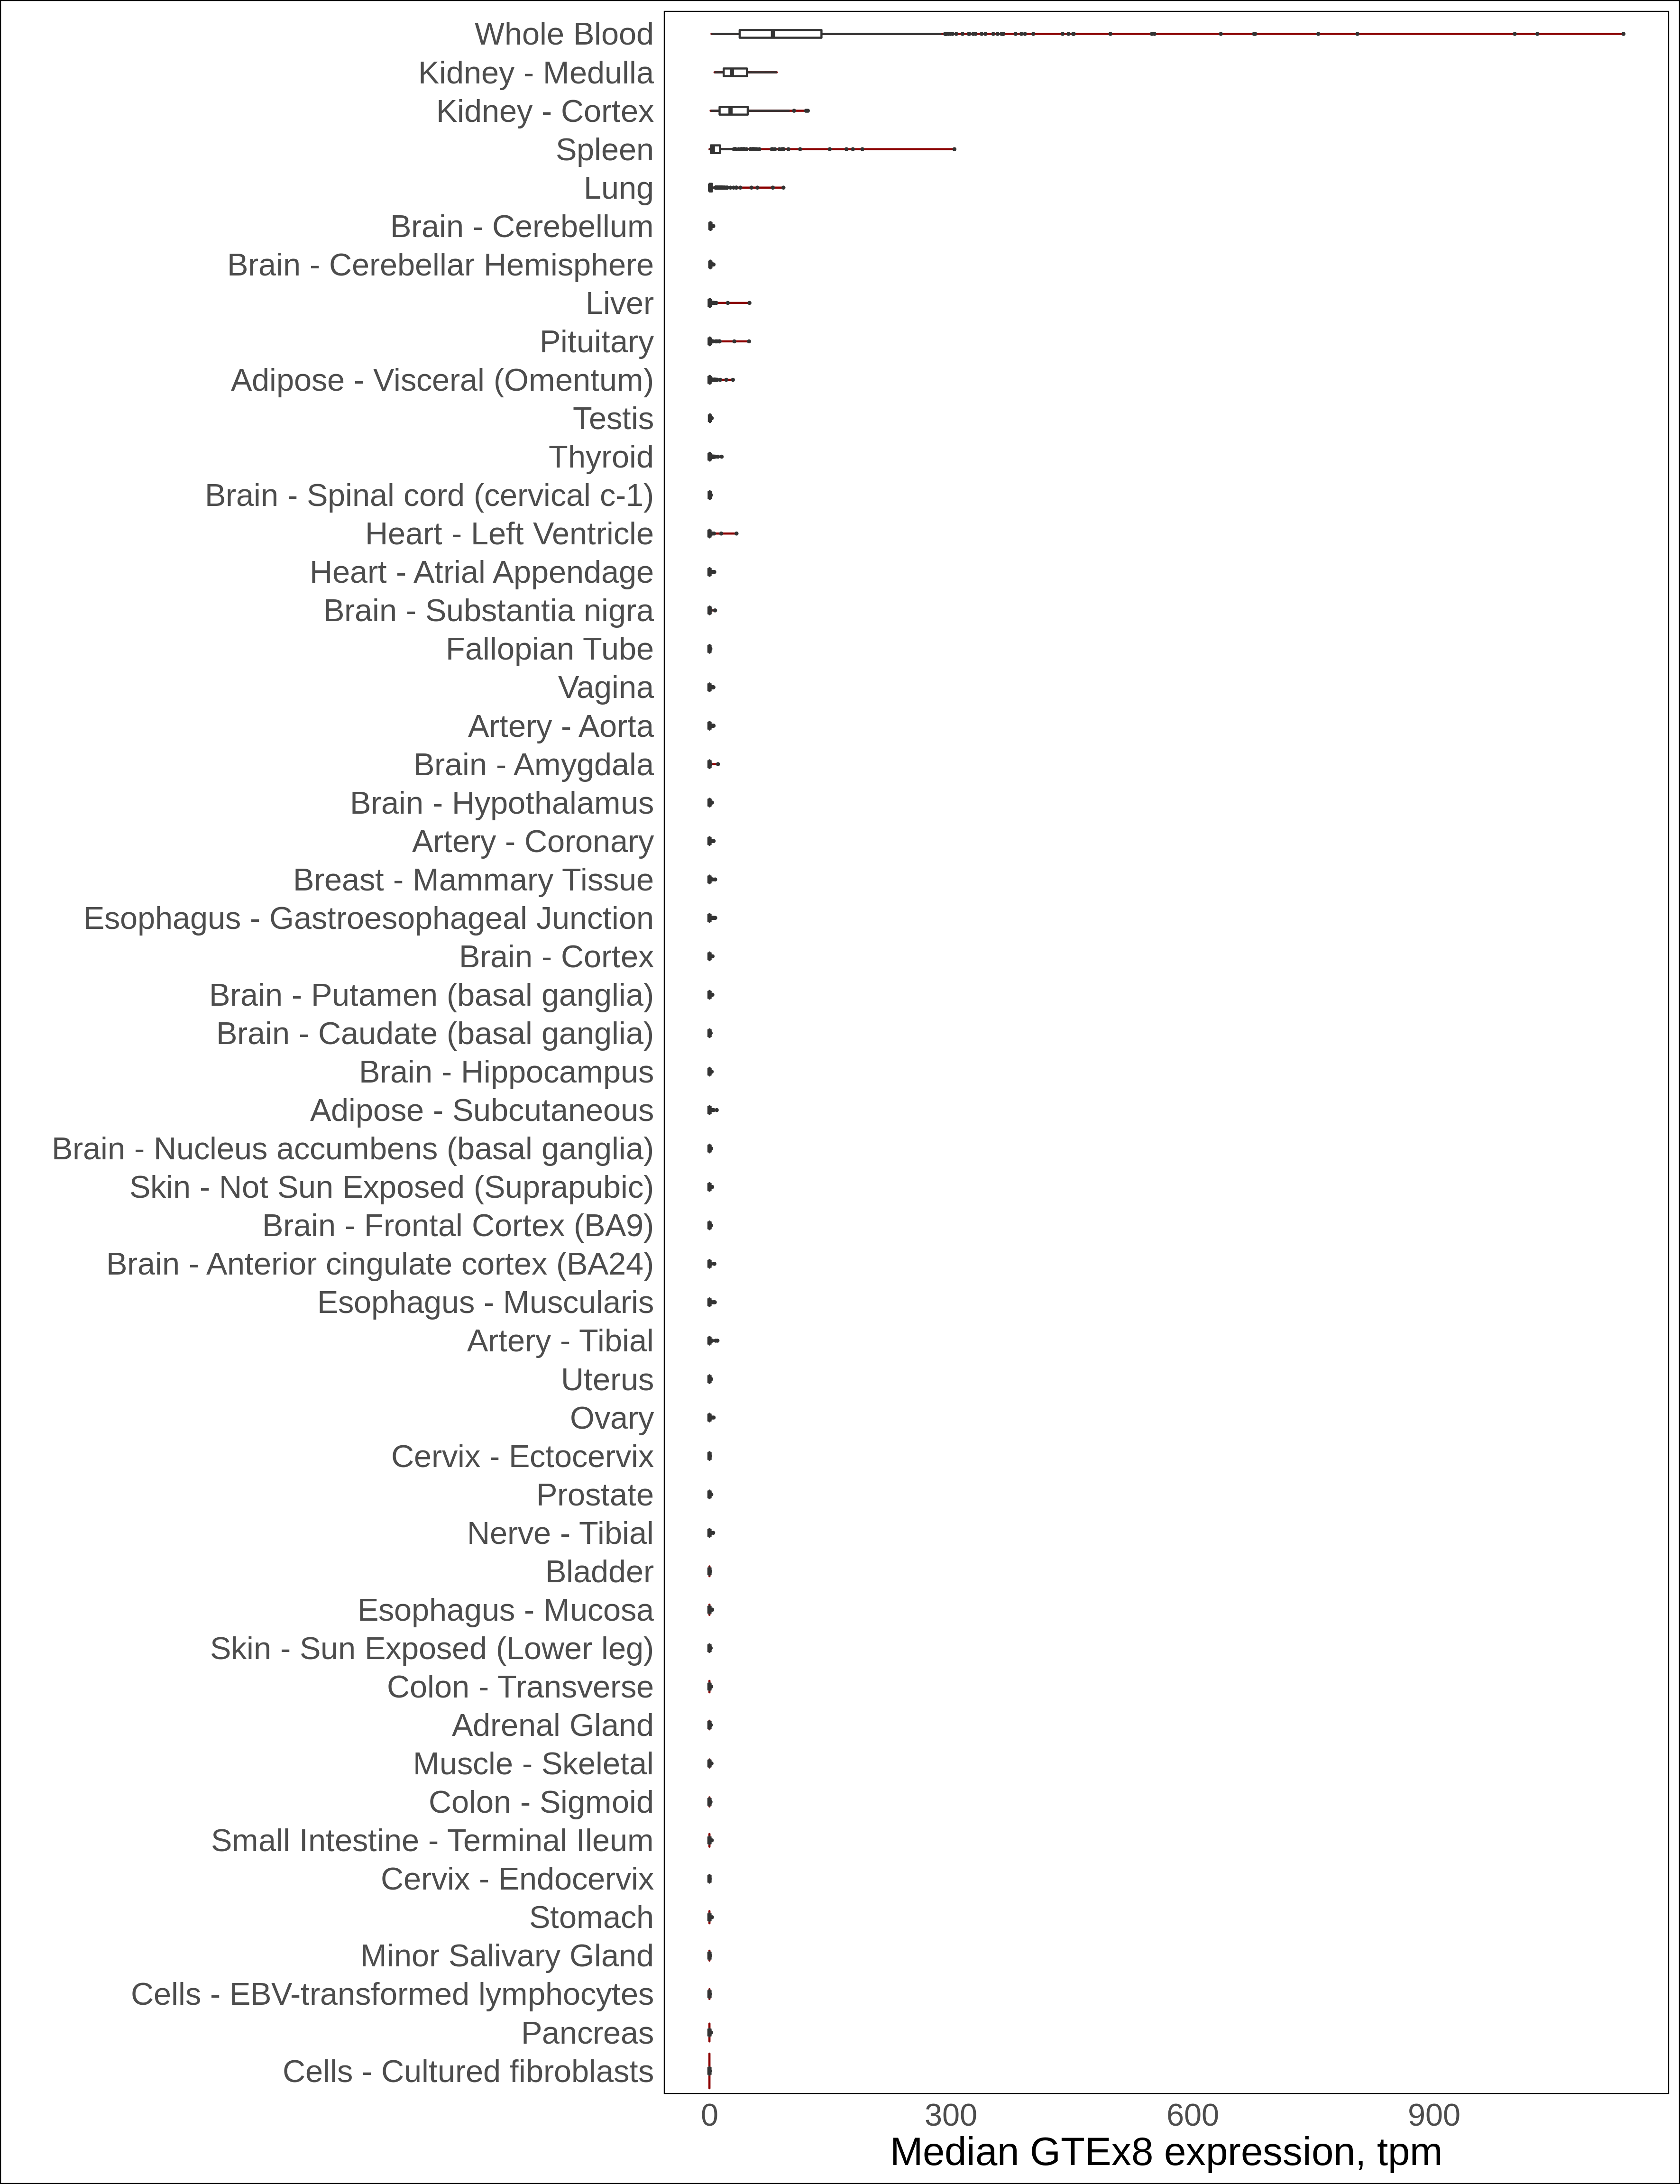 Whole Blood
Kidney - Medulla
Kidney - Cortex
Spleen
Lung
Brain - Cerebellum
Brain - Cerebellar Hemisphere
Liver
Pituitary
Adipose - Visceral (Omentum)
Testis
Thyroid
Brain - Spinal cord (cervical c-1)
Heart - Left Ventricle
Heart - Atrial Appendage
Brain - Substantia nigra
Fallopian Tube
Vagina
Artery - Aorta
Brain - Amygdala
Brain - Hypothalamus
Artery - Coronary
Breast - Mammary Tissue
Esophagus - Gastroesophageal Junction
Brain - Cortex
Brain - Putamen (basal ganglia)
Brain - Caudate (basal ganglia)
Brain - Hippocampus
Adipose - Subcutaneous
Brain - Nucleus accumbens (basal ganglia)
Skin - Not Sun Exposed (Suprapubic)
Brain - Frontal Cortex (BA9)
Brain - Anterior cingulate cortex (BA24)
Esophagus - Muscularis
Artery - Tibial
Uterus
Ovary
Cervix - Ectocervix
Prostate
Nerve - Tibial
Bladder
Esophagus - Mucosa
Skin - Sun Exposed (Lower leg)
Colon - Transverse
Adrenal Gland
Muscle - Skeletal
Colon - Sigmoid
Small Intestine - Terminal Ileum
Cervix - Endocervix
Stomach
Minor Salivary Gland
Cells - EBV-transformed lymphocytes
Pancreas
Cells - Cultured fibroblasts
0 300 600 900
Median GTEx8 expression, tpm